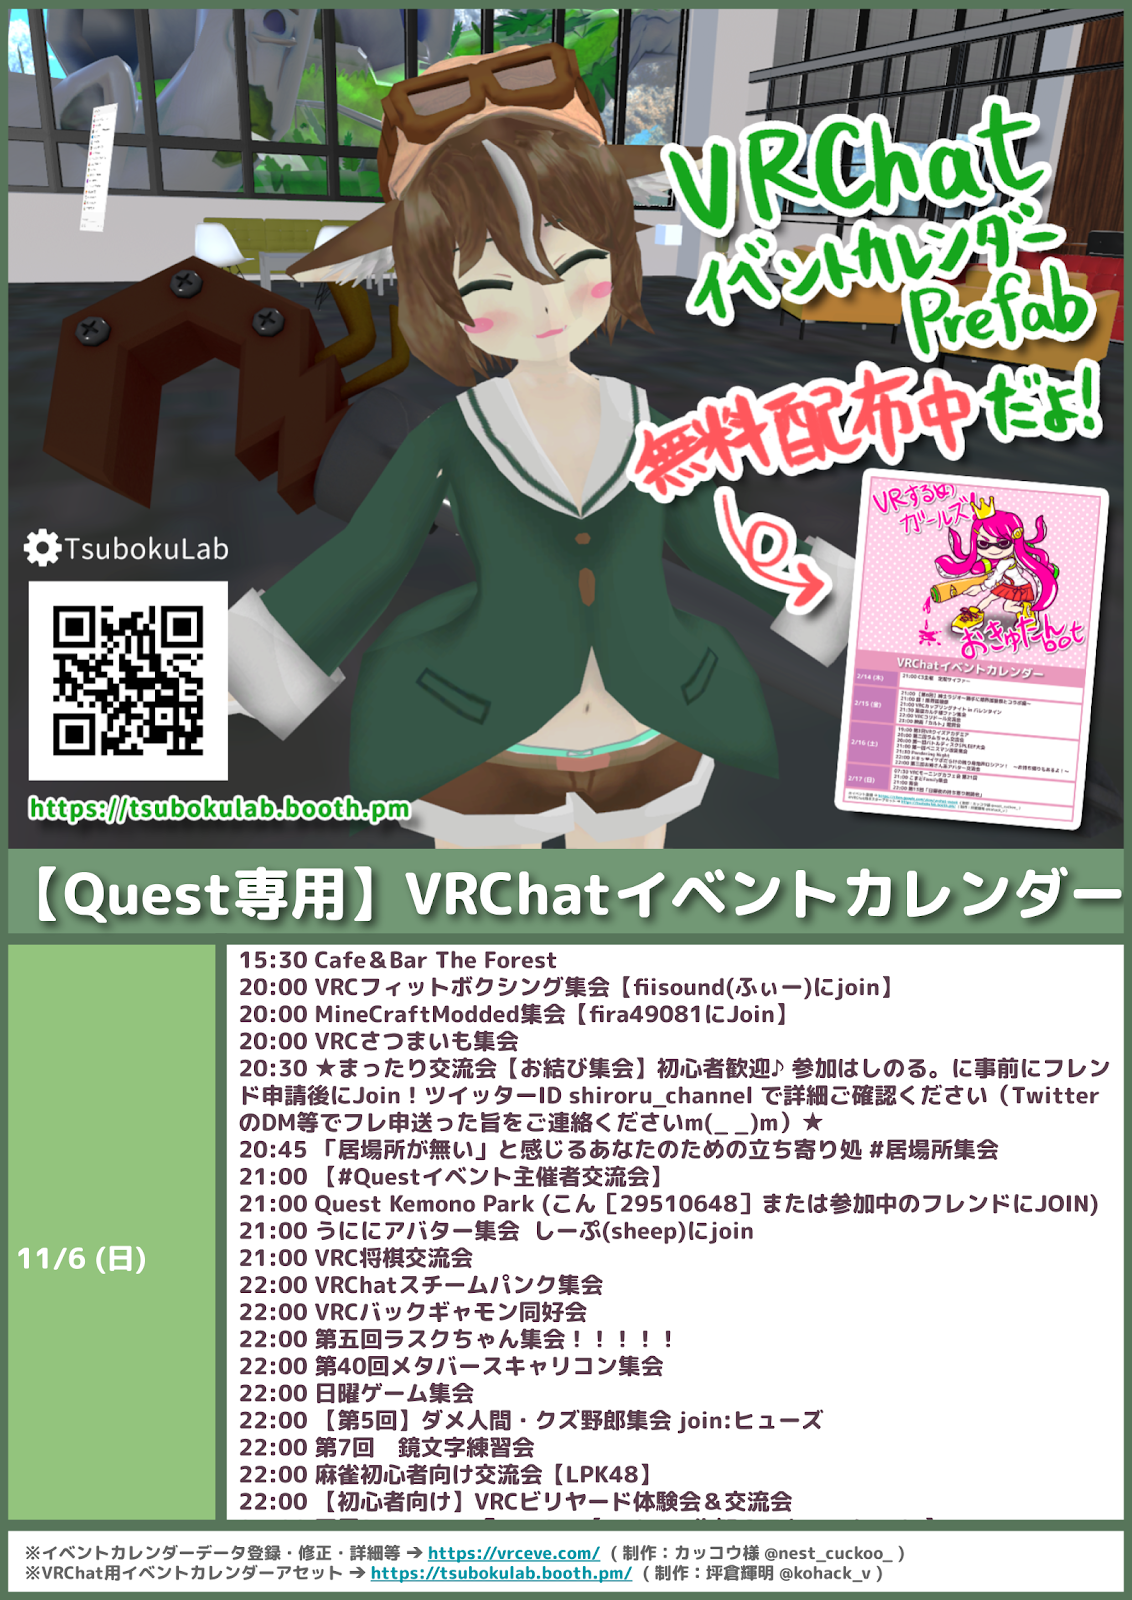 VRChat
イベントカレンダー
Prefab
無料配布中だよ!
VRするめ
ガールズ
おきゅたんbot
VRChatイベントカレンダー
2/14 (木)
2/15 (金)
2/16 (土)
2/17 (日)
TsubokuLab
https://tsubokulab.booth.pm
【Quest専用】VRChatイベントカレンダー
11/6 (日)
15:30 Cafe&Bar The Forest
20:00 VRCフィットボクシング集会【fiisound(ふぃー)にjoin】
20:00 MineCraftModded集会【fira49081にJoin】
20:00 VRCさつまいも集会
20:30 ★まったり交流会【お結び集会】初心者歓迎♪ 参加はしのる。に事前にフレン
ド申請後にJoin！ツイッターID shiroru_channel で詳細ご確認ください（Twitter
のDM等でフレ申送った旨をご連絡くださいm(_ _)m）★
20:45 「居場所が無い」と感じるあなたのための立ち寄り処 #居場所集会
21:00 【#Questイベント主催者交流会】
21:00 Quest Kemono Park (こん［29510648］または参加中のフレンドにJOIN)
21:00 うににアバター集会 しーぷ(sheep)にjoin
21:00 VRC将棋交流会
22:00 VRChatスチームパンク集会
22:00 VRCバックギャモン同好会
22:00 第五回ラスクちゃん集会！！！！！
22:00 第40回メタバースキャリコン集会
22:00 日曜ゲーム集会
22:00 【第5回】ダメ人間・クズ野郎集会 join:ヒューズ
22:00 第7回　鏡文字練習会
22:00 麻雀初心者向け交流会【LPK48】
22:00 【初心者向け】VRCビリヤード体験会＆交流会
※イベントカレンダーデータ登録・修正・詳細等 → https://vrceve.com/ ( 制作：カッコウ様 @nest_cuckoo_ )
※VRChat用イベントカレンダーアセット → https://tsubokulab.booth.pm/ ( 制作：坪倉輝明 @kohack_v )